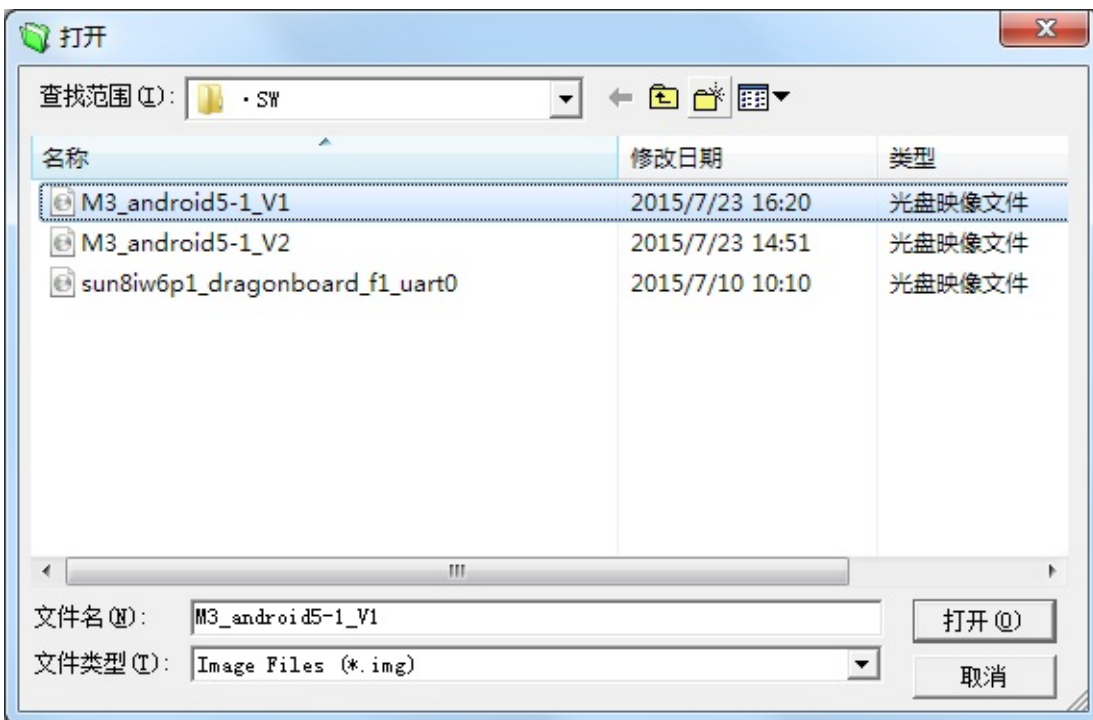 打开
查找范围(I): ·SW
名称 修改日期 类型
M3_android5-1_V1 2015/7/23 16:20 光盘映像文件
M3_android5-1_V2 2015/7/23 14:51 光盘映像文件
sun8iw6p1_dragonboard_f1_uart0 2015/7/10 10:10 光盘映像文件
文件名(N): M3_android5-1_V1 打开(O)
文件类型(T): Image Files (*.img) 取消